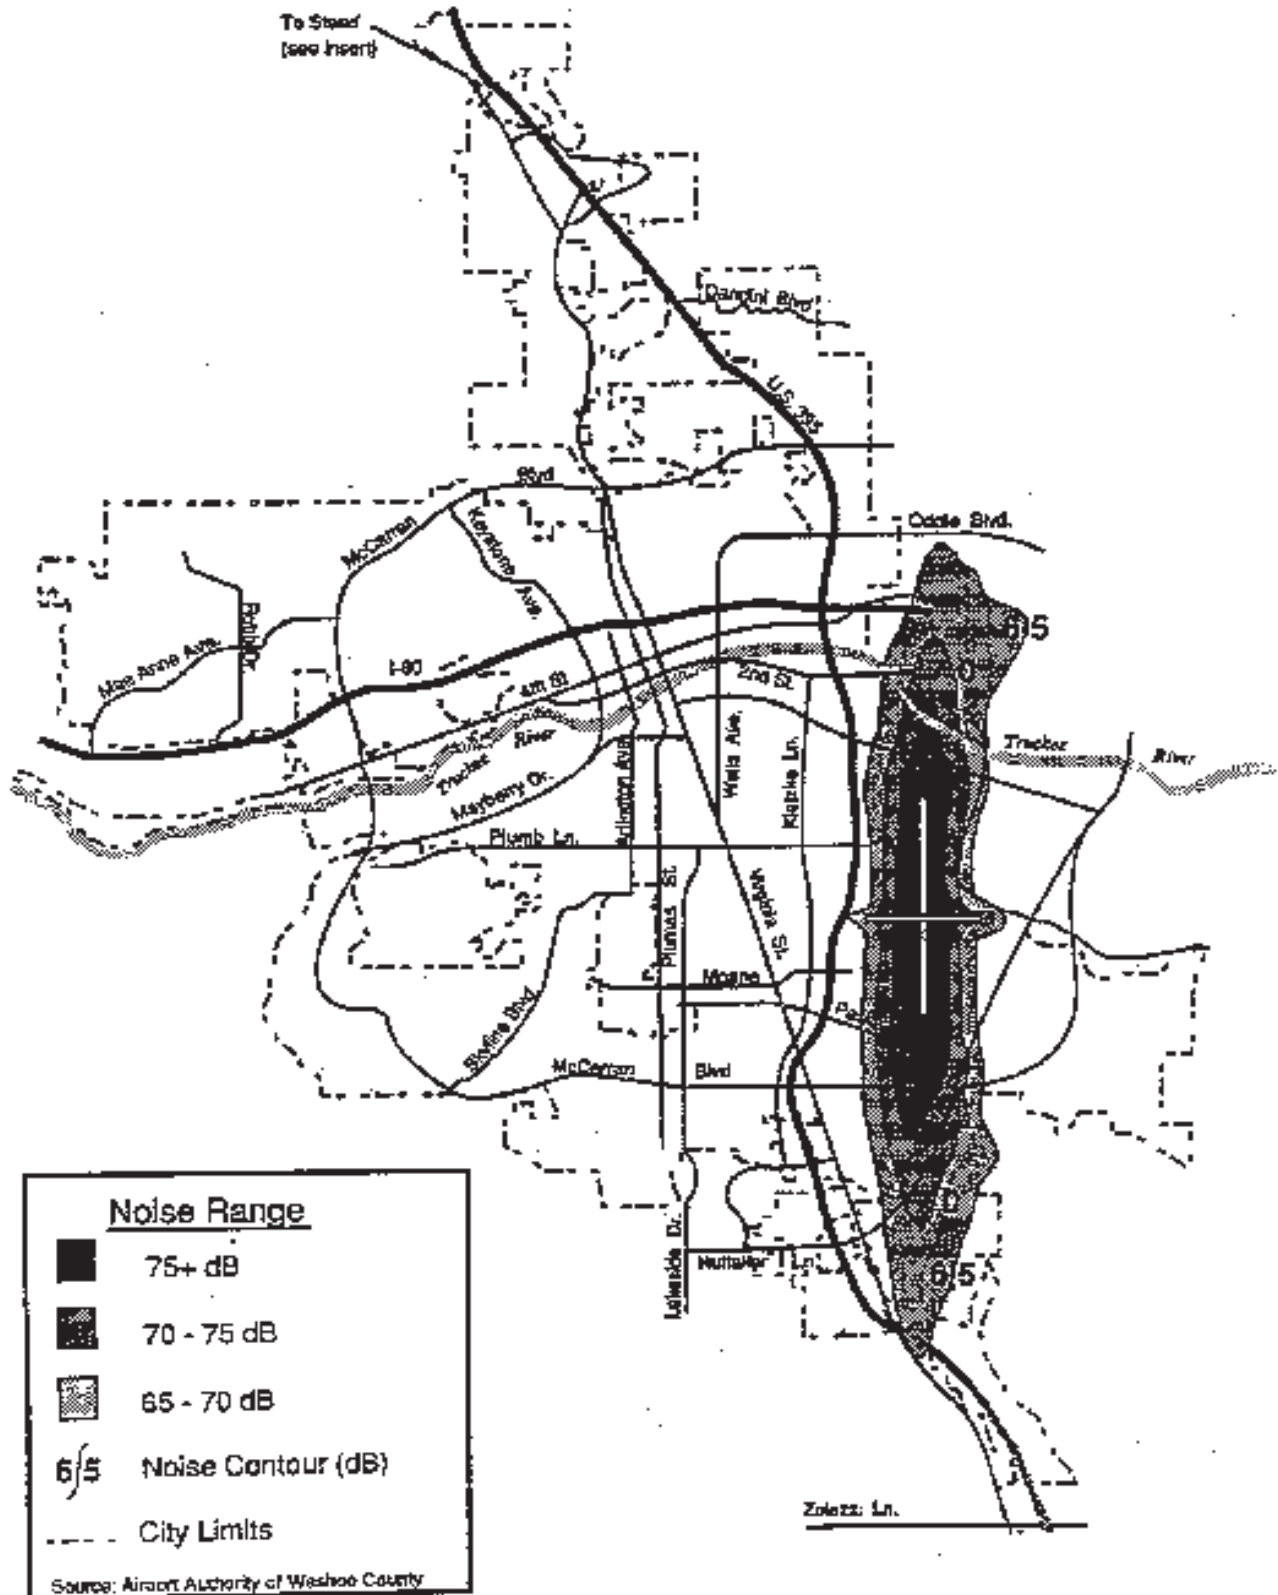 To Stead
(see insert)
Dandini Blvd
U.S. 395
Blvd
McCarran
Keystone Ave.
Oddie Blvd.
Robb Dr.
Mae Anne Ave.
I-80
4th St.
2nd St.
65
Truckee River
Truckee River
Mayberry Dr.
Arlington Ave.
Wells Ave.
Kietzke Ln.
Plumb Ln.
Plumas St.
Virginia St.
Moana
Skyline Blvd.
McCarran Blvd
Lakeside Dr.
Huffaker Ln.
65
Zolezzi Ln.
Noise Range
75+ dB
70 - 75 dB
65 - 70 dB
65 Noise Contour (dB)
City Limits
Source: Airport Authority of Washoe County